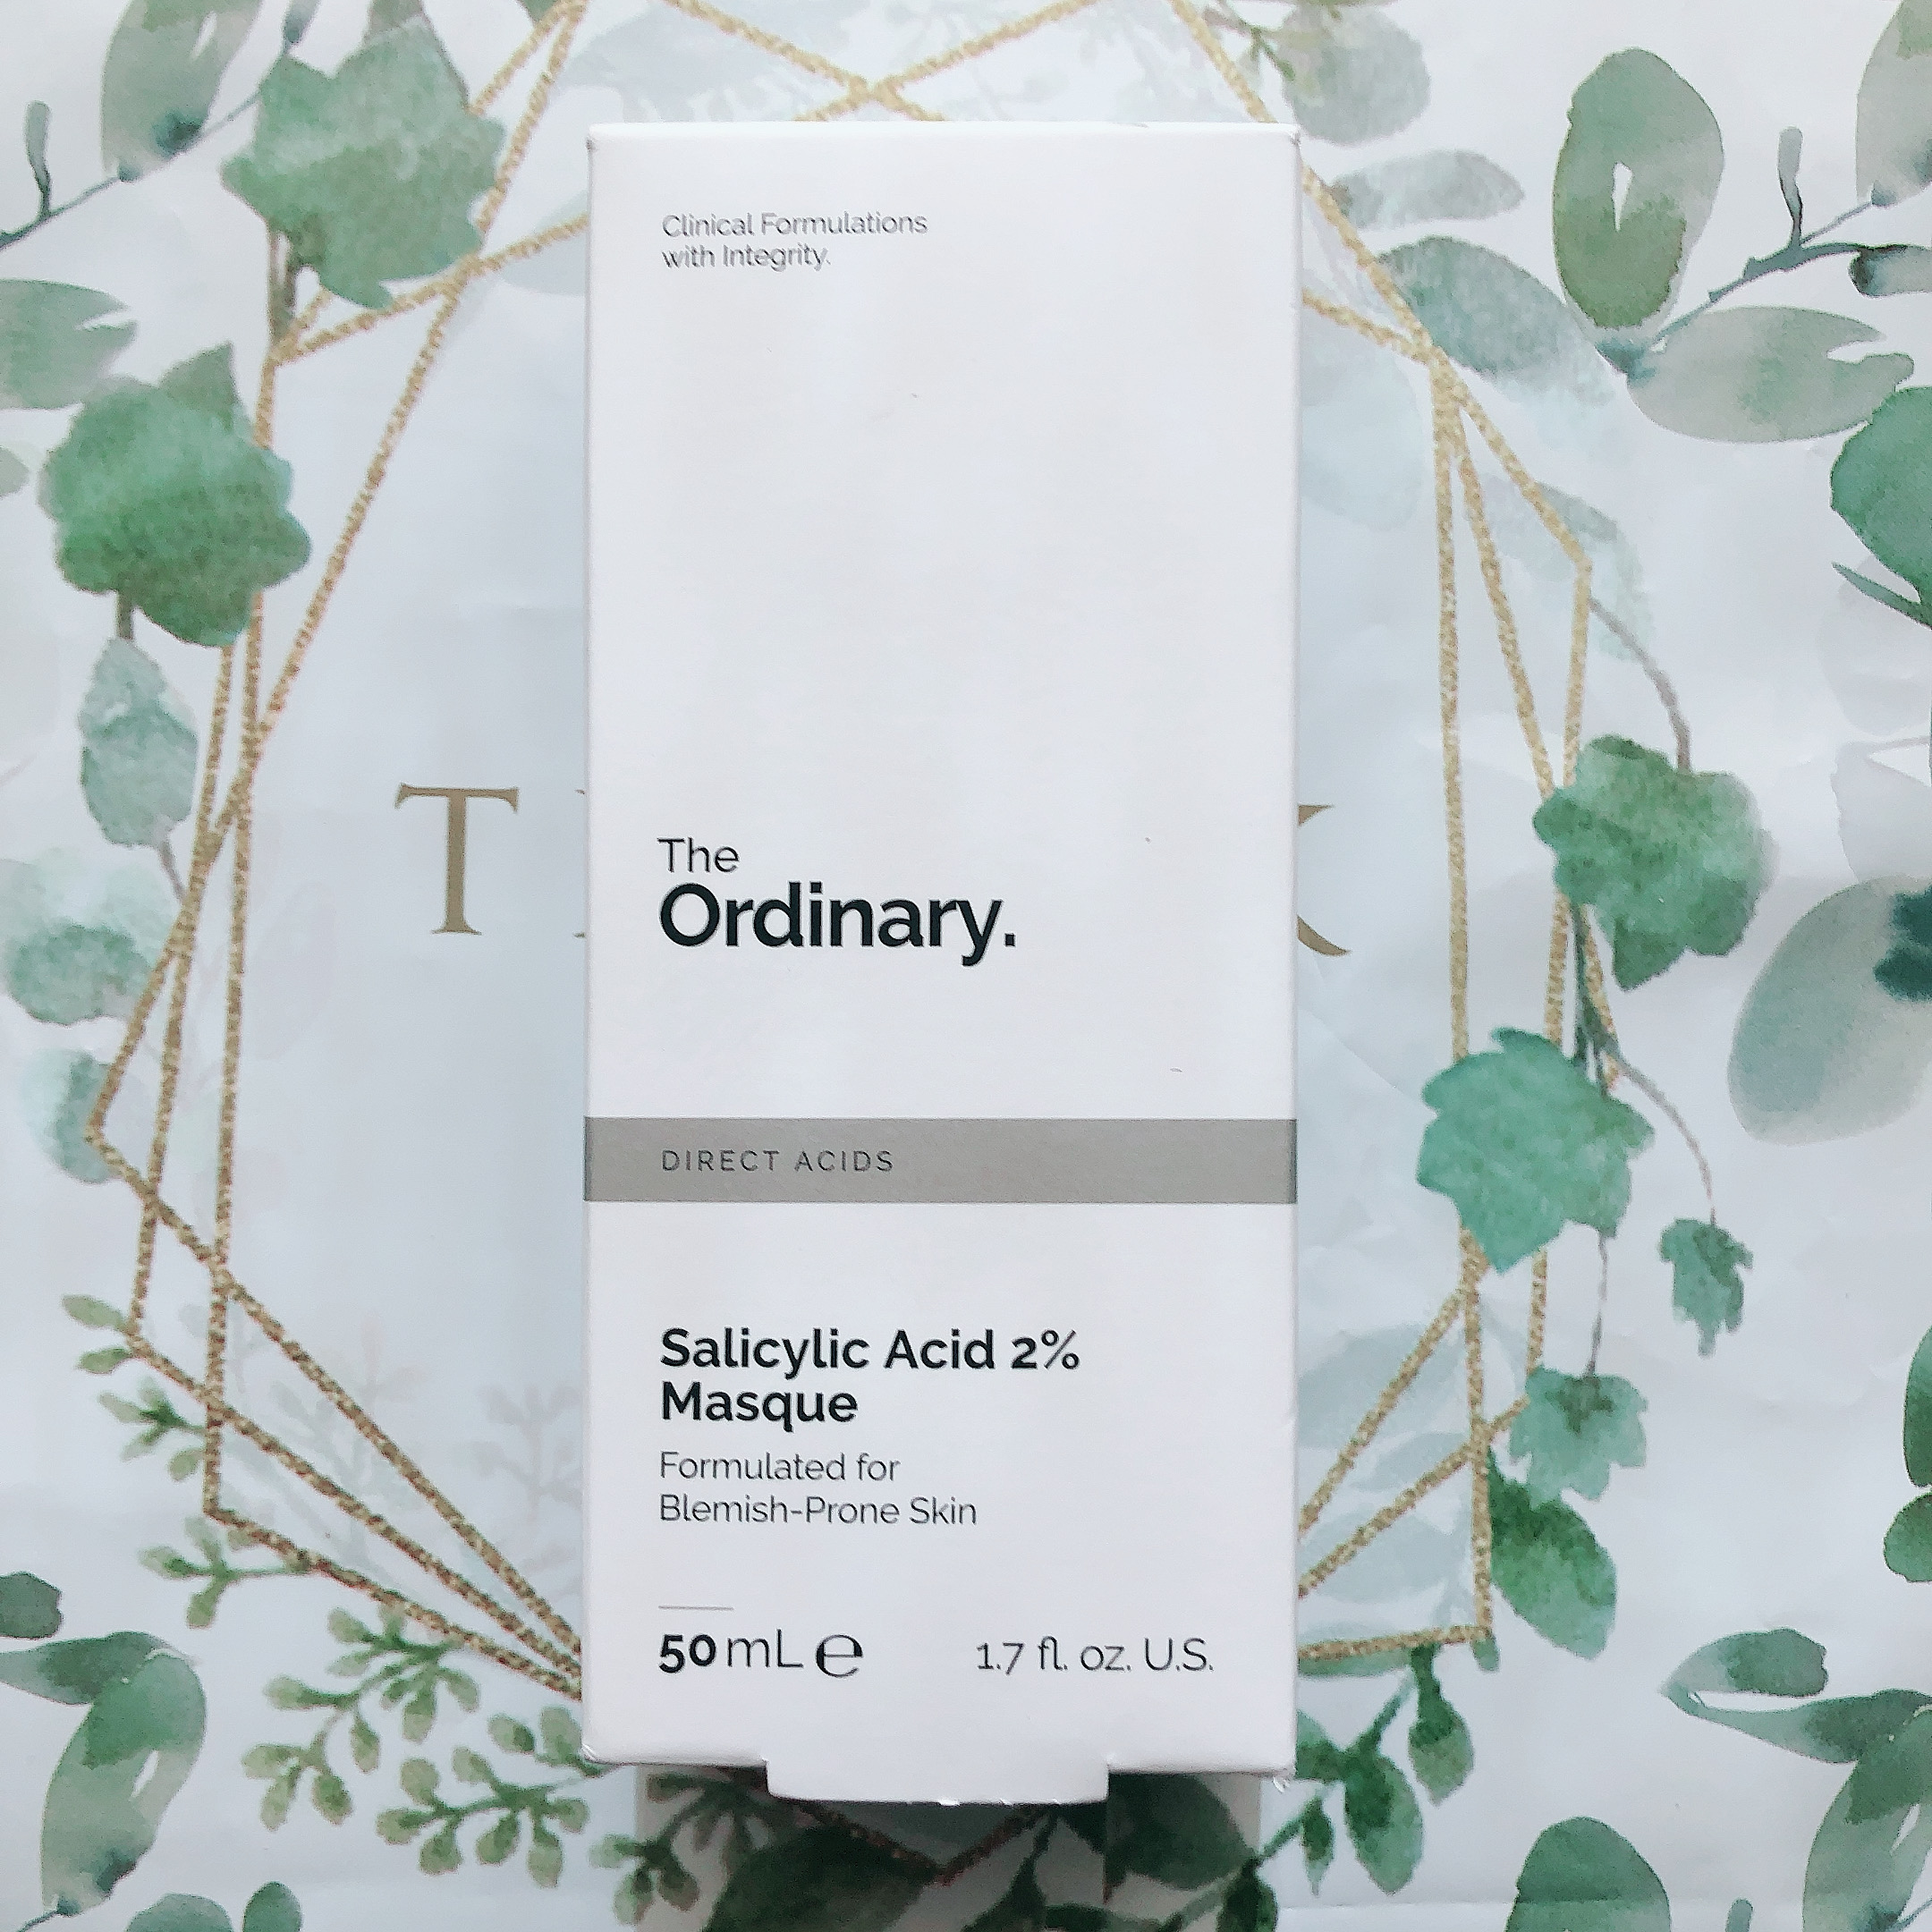 Clinical Formulations
with Integrity.
The
Ordinary.
DIRECT ACIDS
Salicylic Acid 2%
Masque
Formulated for
Blemish-Prone Skin
50 mL ℮ 1.7 fl. oz. U.S.